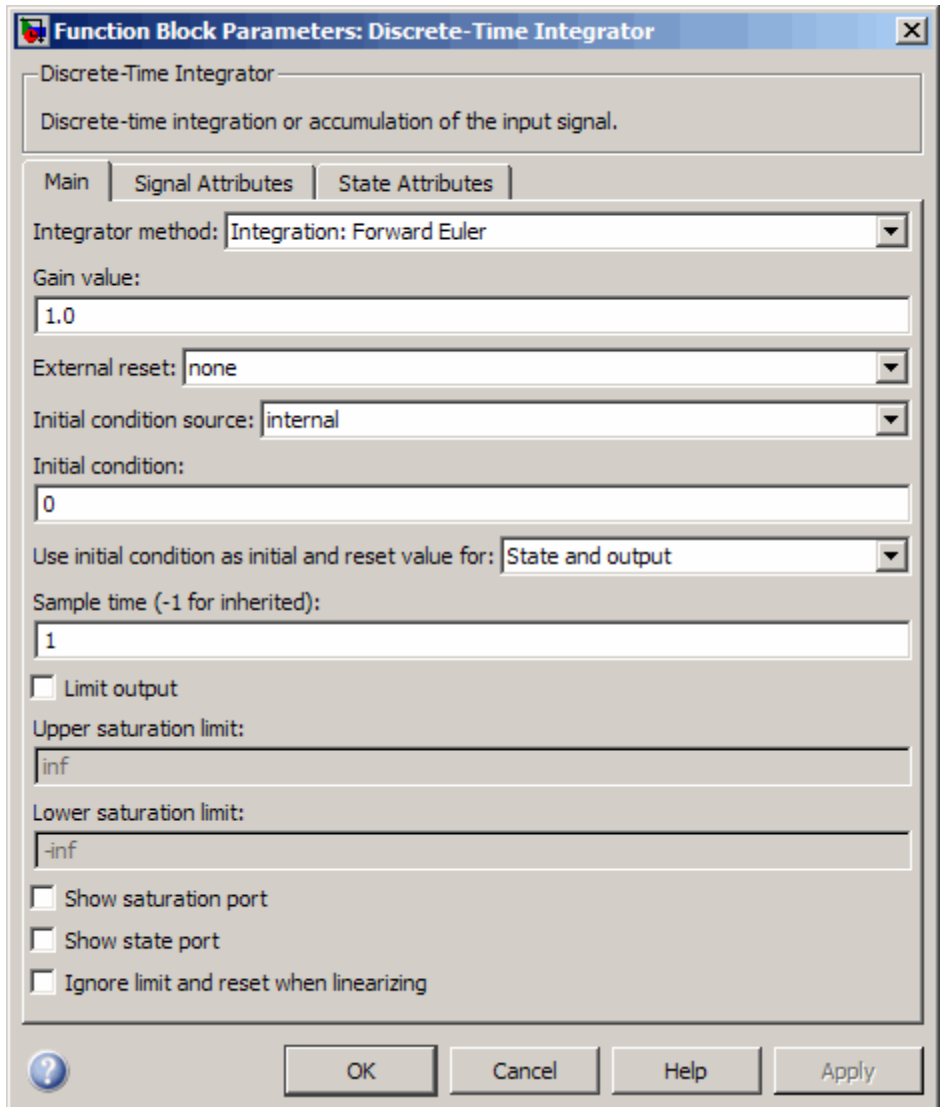 Function Block Parameters: Discrete-Time Integrator
Discrete-Time Integrator
Discrete-time integration or accumulation of the input signal.
Main Signal Attributes State Attributes
Integrator method: Integration: Forward Euler
Gain value:
1.0
External reset: none
Initial condition source: internal
Initial condition:
0
Use initial condition as initial and reset value for: State and output
Sample time (-1 for inherited):
1
Limit output
Upper saturation limit:
inf
Lower saturation limit:
-inf
Show saturation port
Show state port
Ignore limit and reset when linearizing
? OK Cancel Help Apply